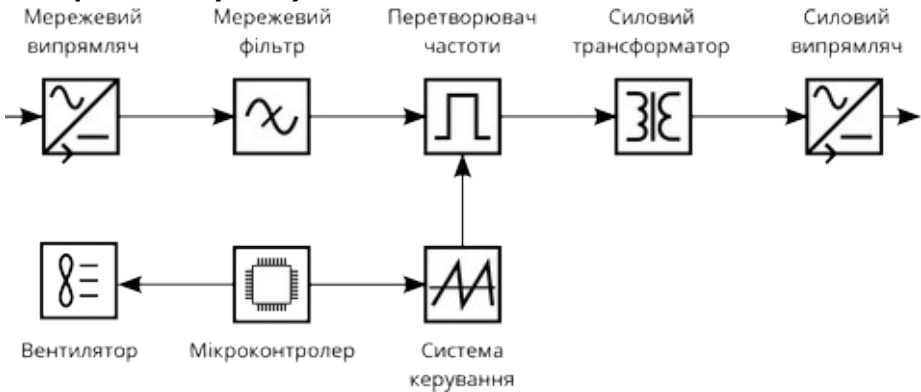 Мережевий
випрямляч
Мережевий
фільтр
Перетворювач
частоти
Силовий
трансформатор
Силовий
випрямляч
Вентилятор
Мікроконтролер
Система
керування